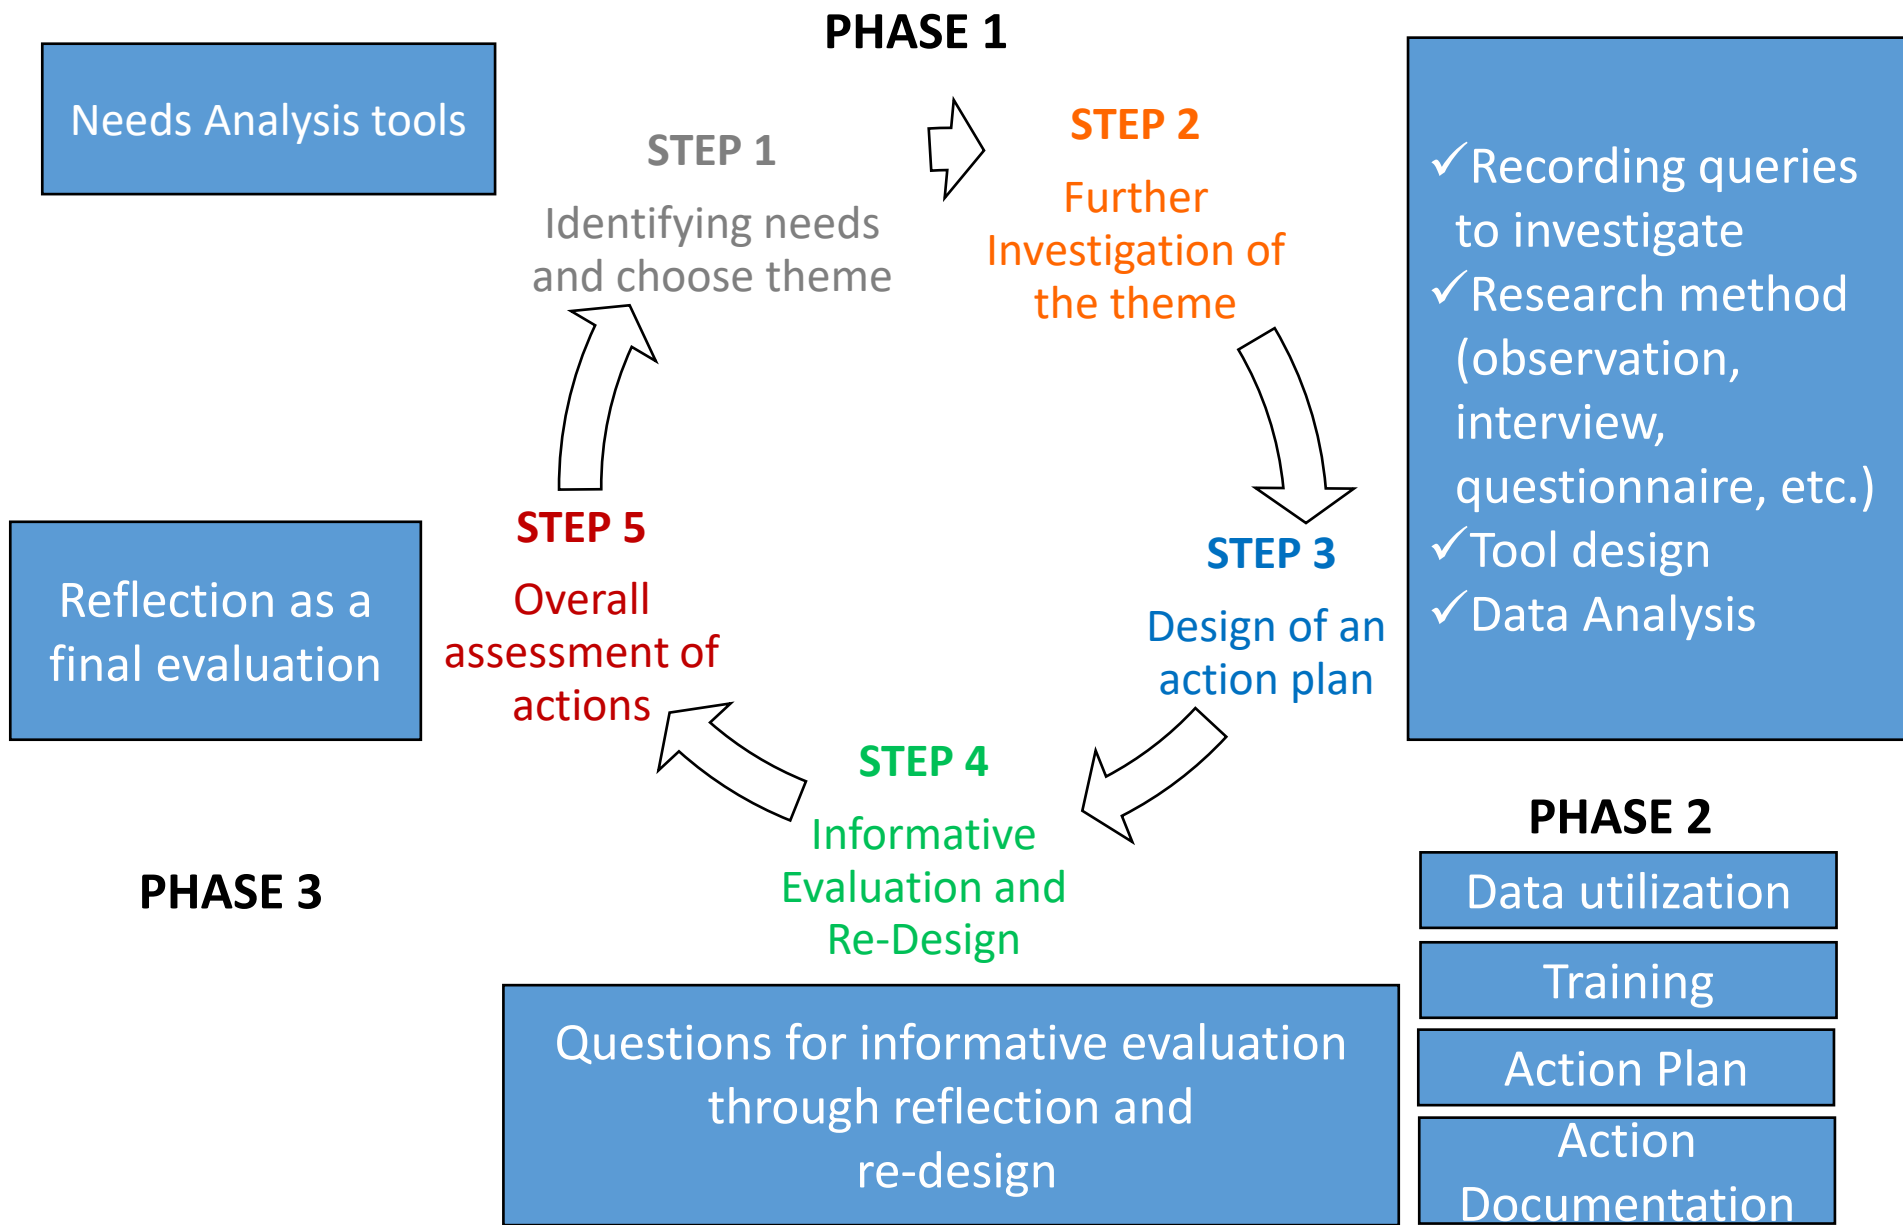 PHASE 1
Needs Analysis tools
STEP 1
Identifying needs
and choose theme
STEP 2
Further
Investigation of
the theme
✓Recording queries
to investigate
✓Research method
(observation,
interview,
questionnaire, etc.)
✓Tool design
✓Data Analysis
STEP 3
Design of an
action plan
STEP 5
Overall
assessment of
actions
Reflection as a
final evaluation
STEP 4
Informative
Evaluation and
Re-Design
PHASE 2
Data utilization
Training
Action Plan
Action
Documentation
PHASE 3
Questions for informative evaluation
through reflection and
re-design